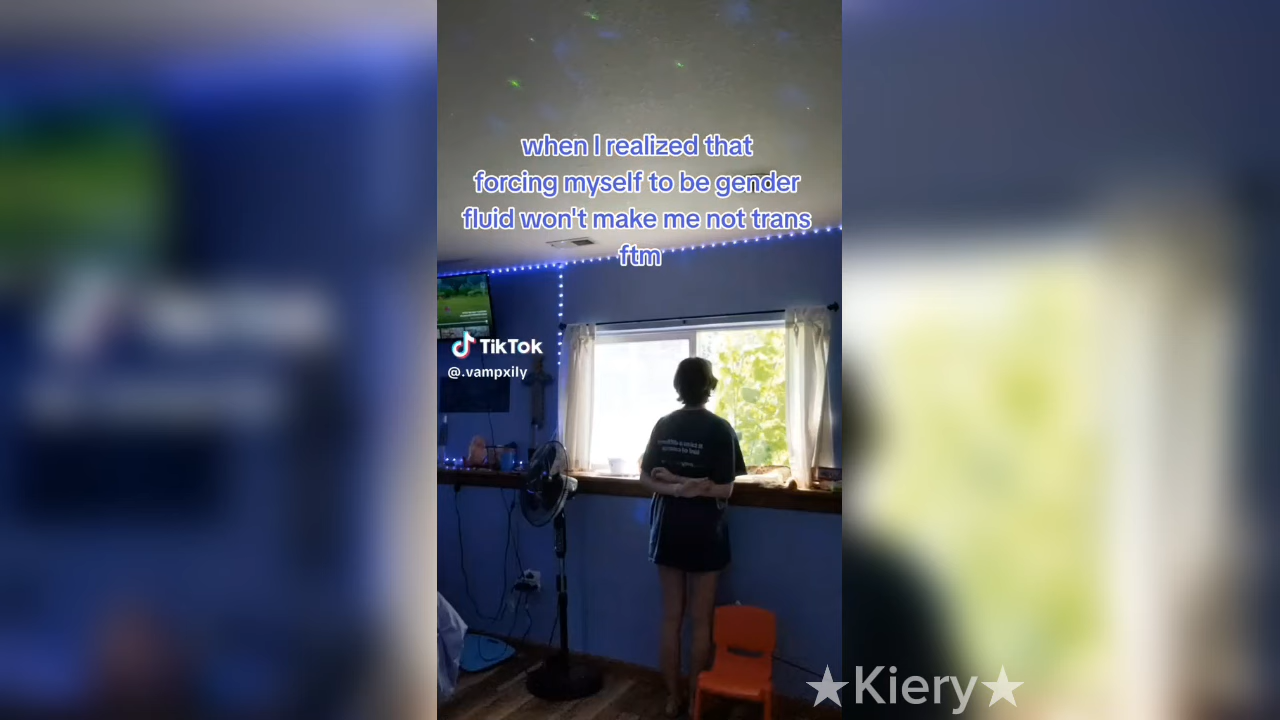 when I realized that
forcing myself to be gender
fluid won't make me not trans
ftm
TikTok
@.vampxily
★Kiery★